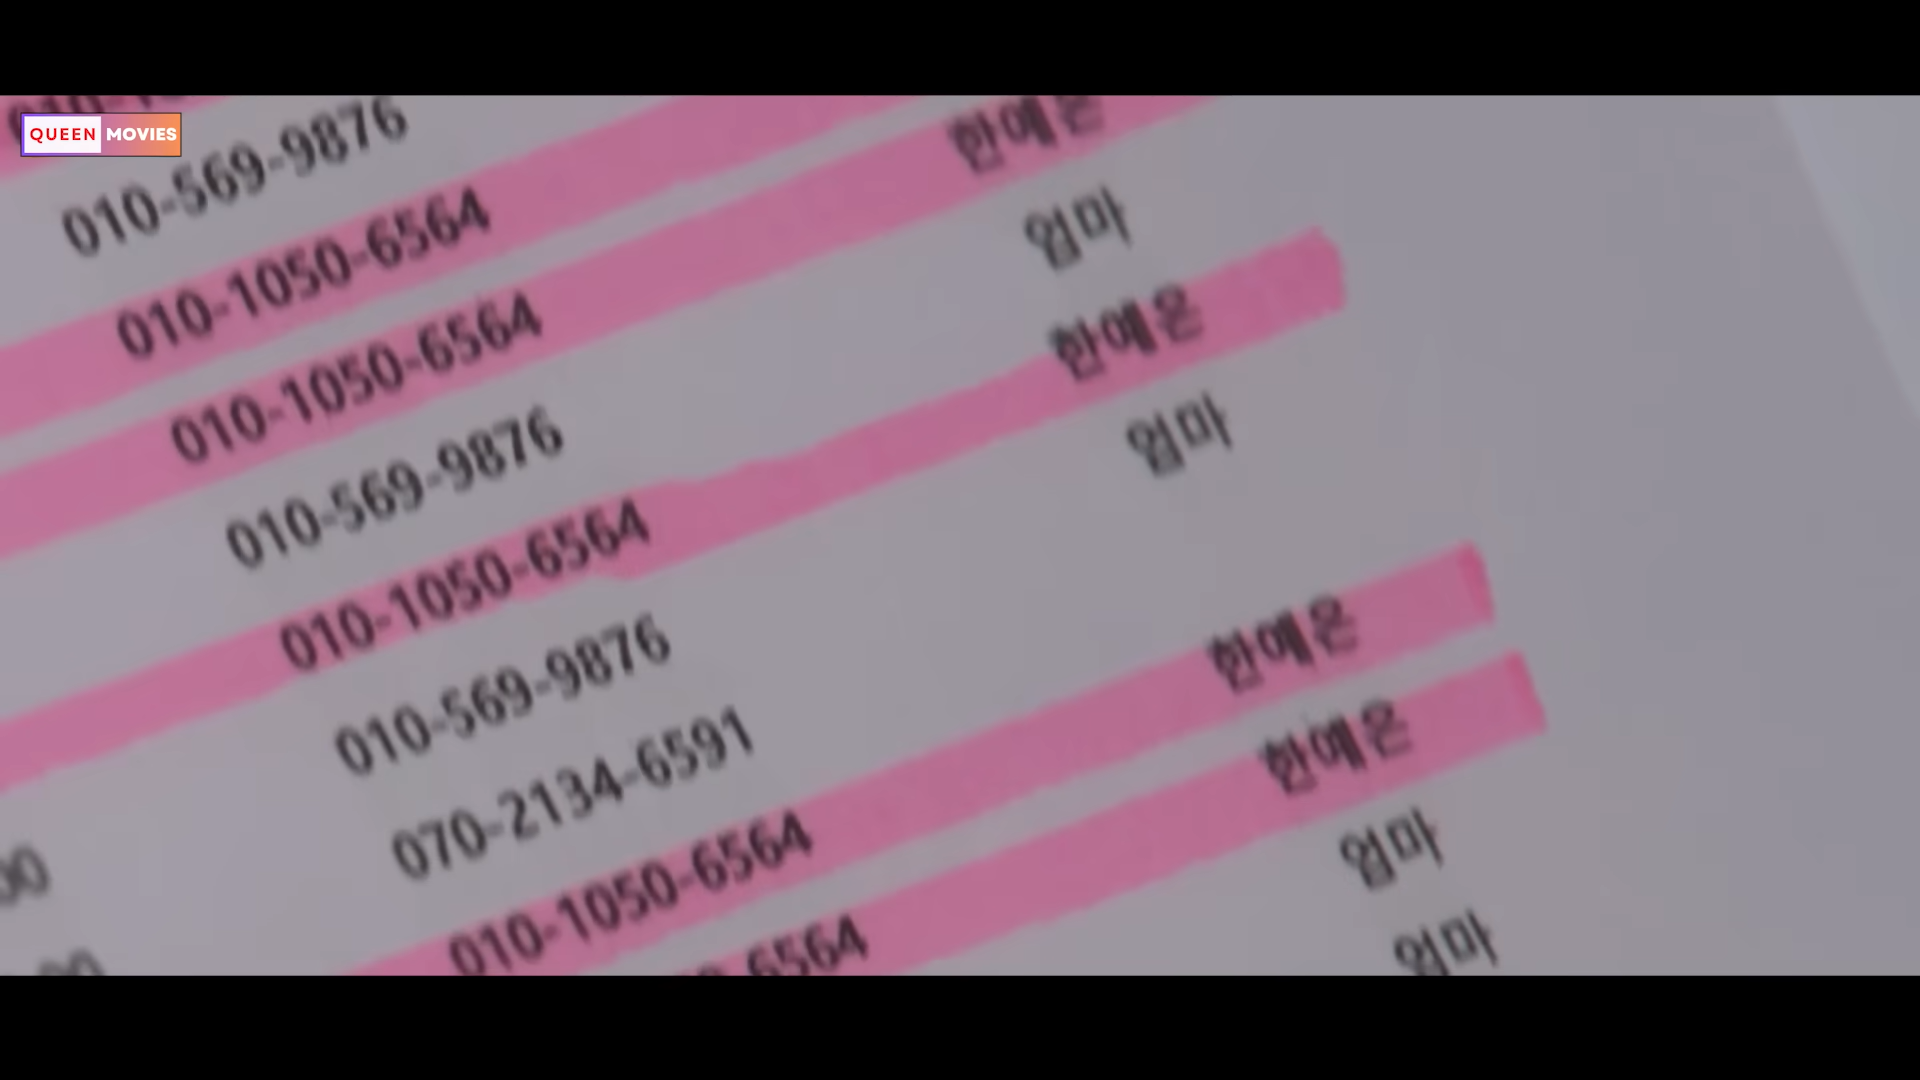 QUEEN MOVIES
010-569-9876
010-1050-6564
010-1050-6564 한예은
010-569-9876 엄마
010-1050-6564 한예은
00 010-569-9876 엄마
00 070-2134-6591
010-1050-6564 한예은
6564 한예은
엄마
엄마